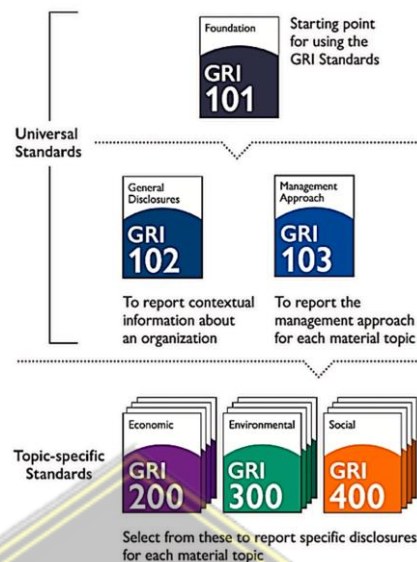 Foundation
GRI
101
Starting point
for using the
GRI Standards
Universal
Standards
General
Disclosures
GRI
102
Management
Approach
GRI
103
To report contextual
information about
an organization
To report the
management approach
for each material topic
Topic-specific
Standards
Economic
GRI
200
Environmental
GRI
300
Social
GRI
400
Select from these to report specific disclosures
for each material topic